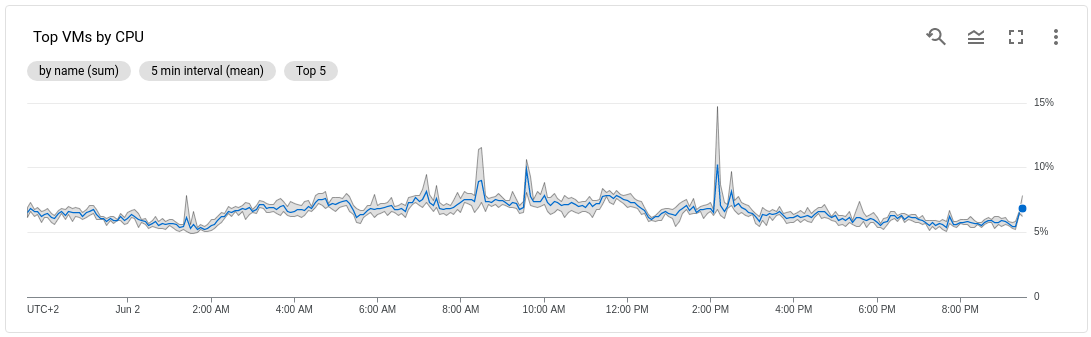 Top VMs by CPU
by name (sum) 5 min interval (mean) Top 5
15%
10%
5%
0
UTC+2 Jun 2 2:00 AM 4:00 AM 6:00 AM 8:00 AM 10:00 AM 12:00 PM 2:00 PM 4:00 PM 6:00 PM 8:00 PM